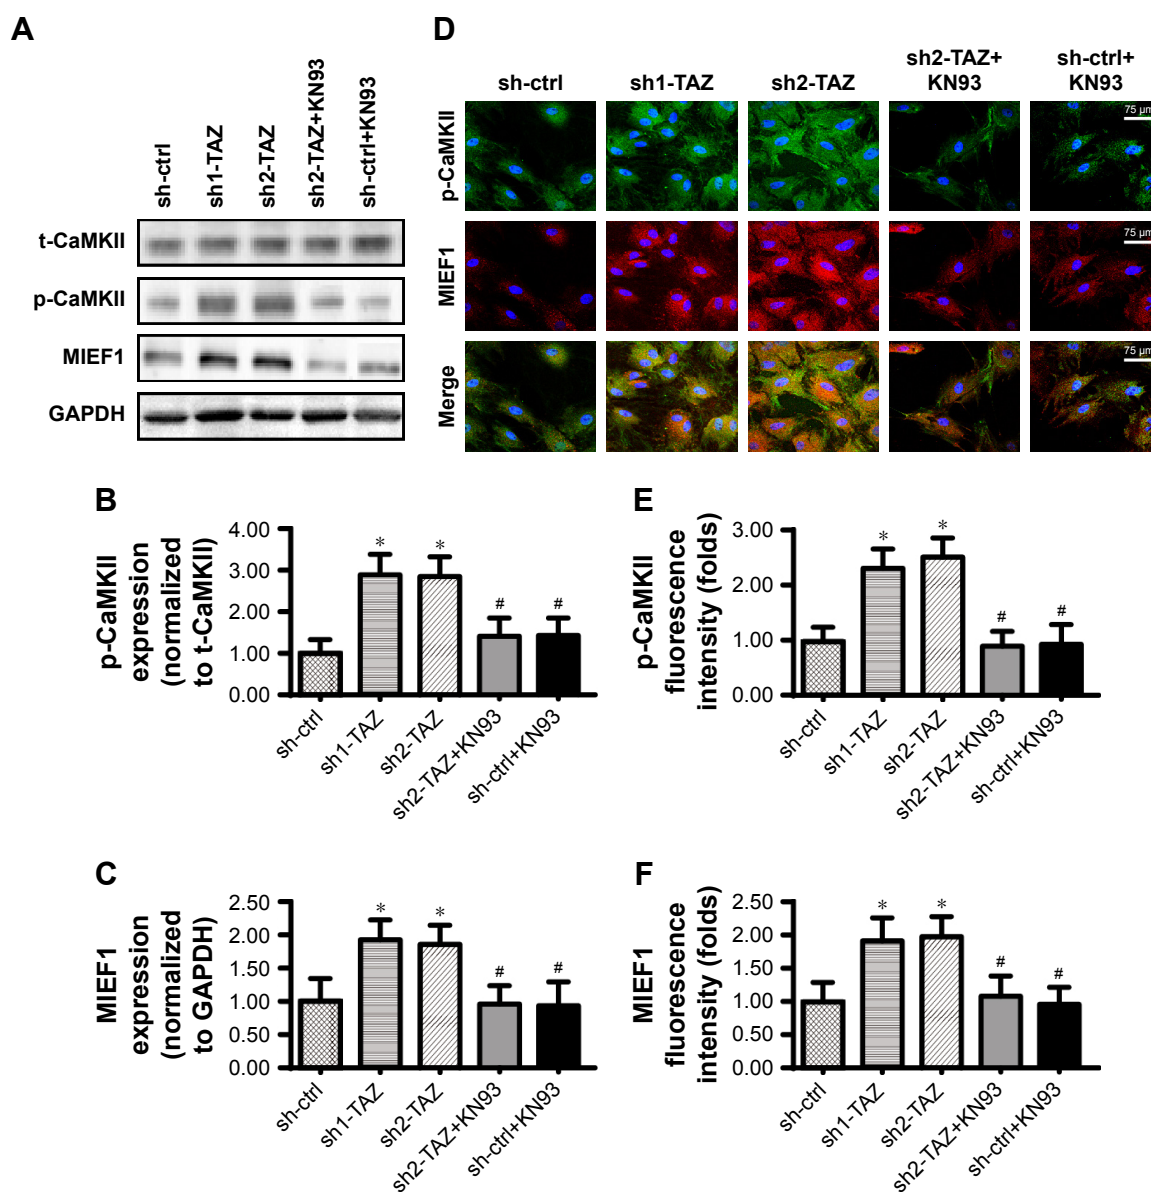 A
sh-ctrl
sh1-TAZ
sh2-TAZ
sh2-TAZ+KN93
sh-ctrl+KN93
t-CaMKII
p-CaMKII
MIEF1
GAPDH
D
sh-ctrl
sh1-TAZ
sh2-TAZ
sh2-TAZ+
KN93
sh-ctrl+
KN93
p-CaMKII
75 µm
MIEF1
75 µm
Merge
75 µm
B
p-CaMKII
expression
(normalized
to t-CaMKII)
4.00
3.00
2.00
1.00
0.00
*
*
#
#
sh-ctrl
sh1-TAZ
sh2-TAZ
sh2-TAZ+KN93
sh-ctrl+KN93
E
p-CaMKII
fluorescence
intensity (folds)
3.00
2.00
1.00
0.00
*
*
#
#
sh-ctrl
sh1-TAZ
sh2-TAZ
sh2-TAZ+KN93
sh-ctrl+KN93
C
MIEF1
expression
(normalized
to GAPDH)
2.50
2.00
1.50
1.00
0.50
0.00
*
*
#
#
sh-ctrl
sh1-TAZ
sh2-TAZ
sh2-TAZ+KN93
sh-ctrl+KN93
F
MIEF1
fluorescence
intensity (folds)
2.50
2.00
1.50
1.00
0.50
0.00
*
*
#
#
sh-ctrl
sh1-TAZ
sh2-TAZ
sh2-TAZ+KN93
sh-ctrl+KN93